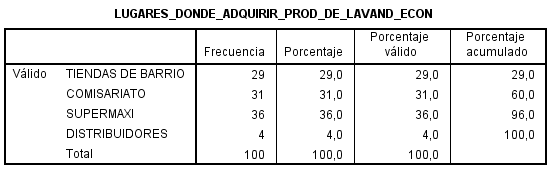 LUGARES_DONDE_ADQUIRIR_PROD_DE_LAVAND_ECON
Frecuencia Porcentaje Porcentaje válido Porcentaje acumulado
Válido TIENDAS DE BARRIO 29 29,0 29,0 29,0
COMISARIATO 31 31,0 31,0 60,0
SUPERMAXI 36 36,0 36,0 96,0
DISTRIBUIDORES 4 4,0 4,0 100,0
Total 100 100,0 100,0